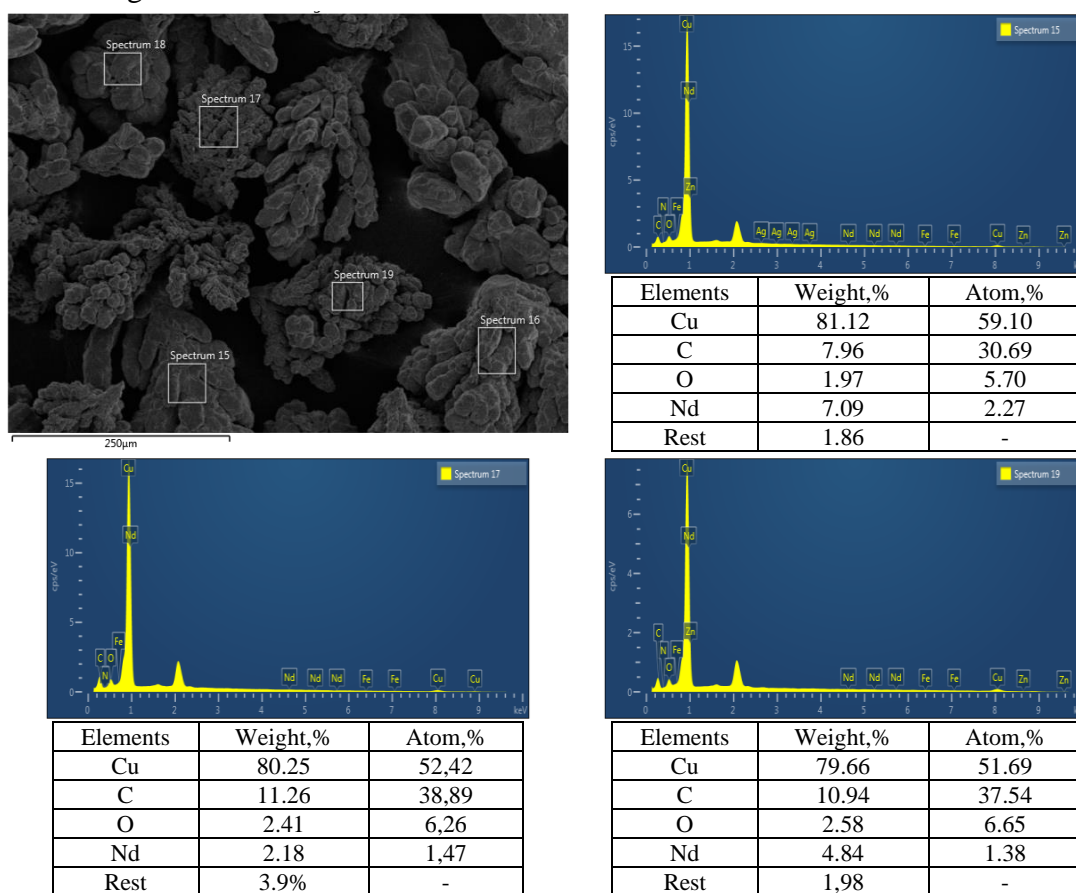 Spectrum 18
Spectrum 17
Spectrum 19
Spectrum 16
Spectrum 15
250µm
Spectrum 15
Cu
Nd
Zn
N Fe
C O
Ag Ag Ag Ag Nd Nd Nd Fe Fe Cu Zn Zn
cps/eV
15
10
5
0
0 1 2 3 4 5 6 7 8 9
Elements Weight,% Atom,%
Cu 81.12 59.10
C 7.96 30.69
O 1.97 5.70
Nd 7.09 2.27
Rest 1.86 -
Spectrum 17
Cu
Nd
Fe
C O
N
Nd Nd Nd Fe Fe Cu Cu
cps/eV
15
10
5
0
0 1 2 3 4 5 6 7 8 9 keV
Elements Weight,% Atom,%
Cu 80.25 52,42
C 11.26 38,89
O 2.41 6,26
Nd 2.18 1,47
Rest 3.9% -
Spectrum 19
Cu
Nd
C Zn
N Fe
O
Nd Nd Nd Fe Fe Cu Zn Zn
cps/eV
6
4
2
0
0 1 2 3 4 5 6 7 8 9
Elements Weight,% Atom,%
Cu 79.66 51.69
C 10.94 37.54
O 2.58 6.65
Nd 4.84 1.38
Rest 1,98 -